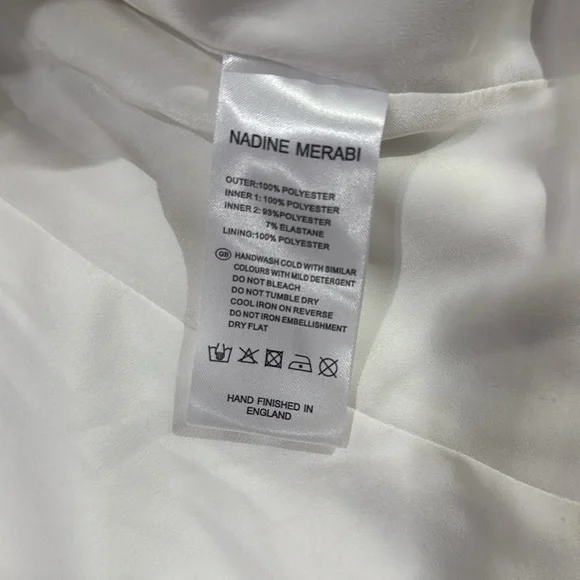 NADINE MERABI
OUTER:100% POLYESTER
INNER 1: 100% POLYESTER
INNER 2: 93%POLYESTER
7% ELASTANE
LINING:100% POLYESTER
GB HANDWASH COLD WITH SIMILAR
COLOURS WITH MILD DETERGENT
DO NOT BLEACH
DO NOT TUMBLE DRY
COOL IRON ON REVERSE
DO NOT IRON EMBELLISHMENT
DRY FLAT
HAND FINISHED IN
ENGLAND